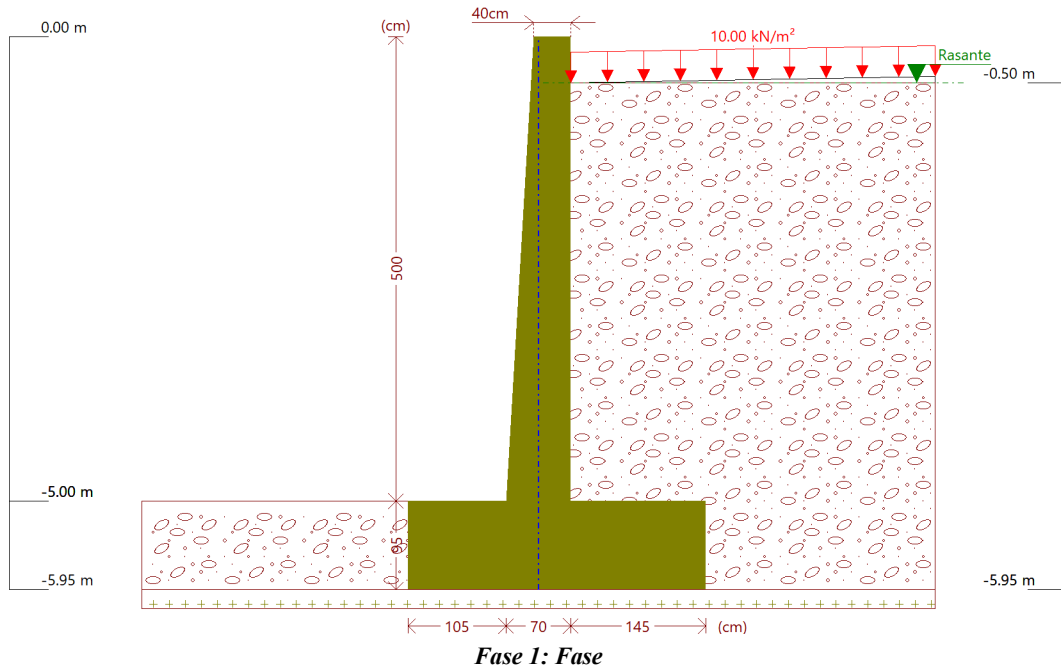 40cm
0.00 m
(cm)
10.00 kN/m²
Rasante
-0.50 m
500
-5.00 m
95
-5.95 m
-5.95 m
105
70
145
(cm)
Fase 1: Fase